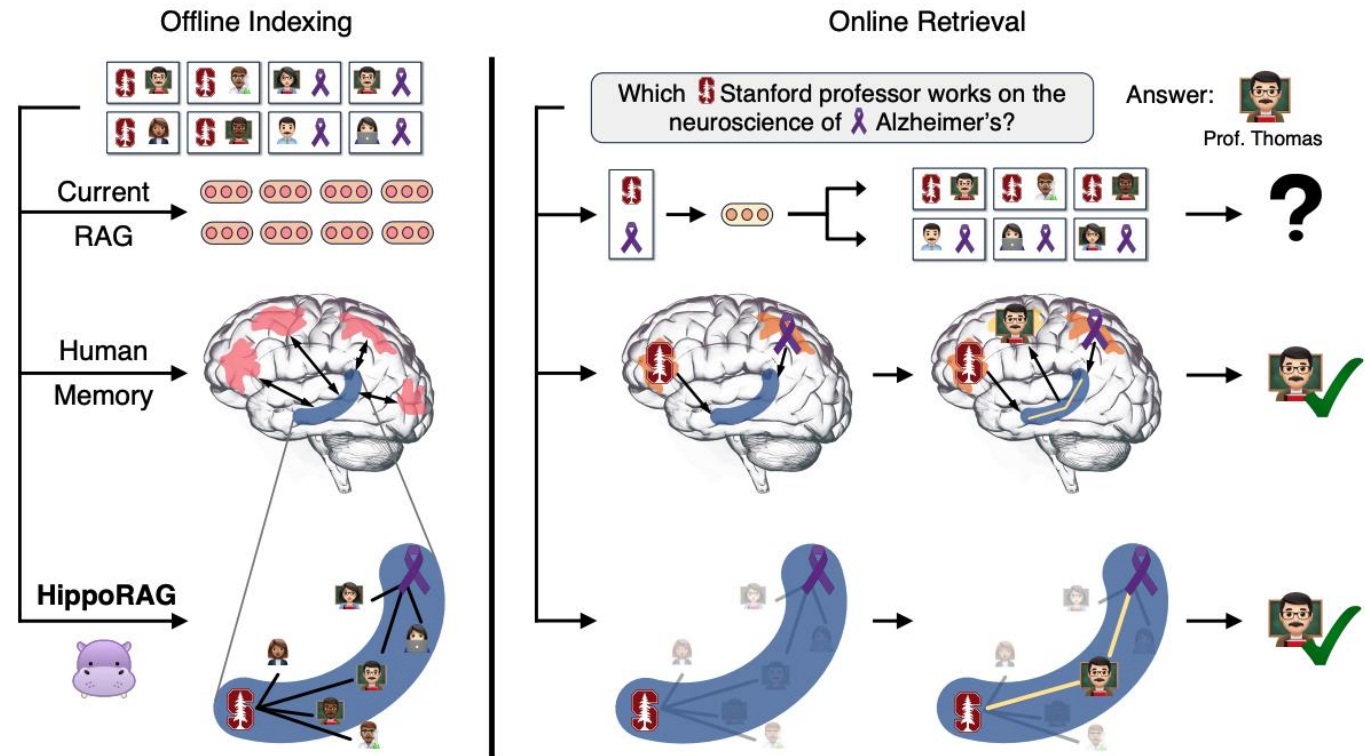 Offline Indexing
Online Retrieval
Which S Stanford professor works on the
neuroscience of Alzheimer's?
Answer:
Prof. Thomas
Current
RAG
?
Human
Memory
HippoRAG